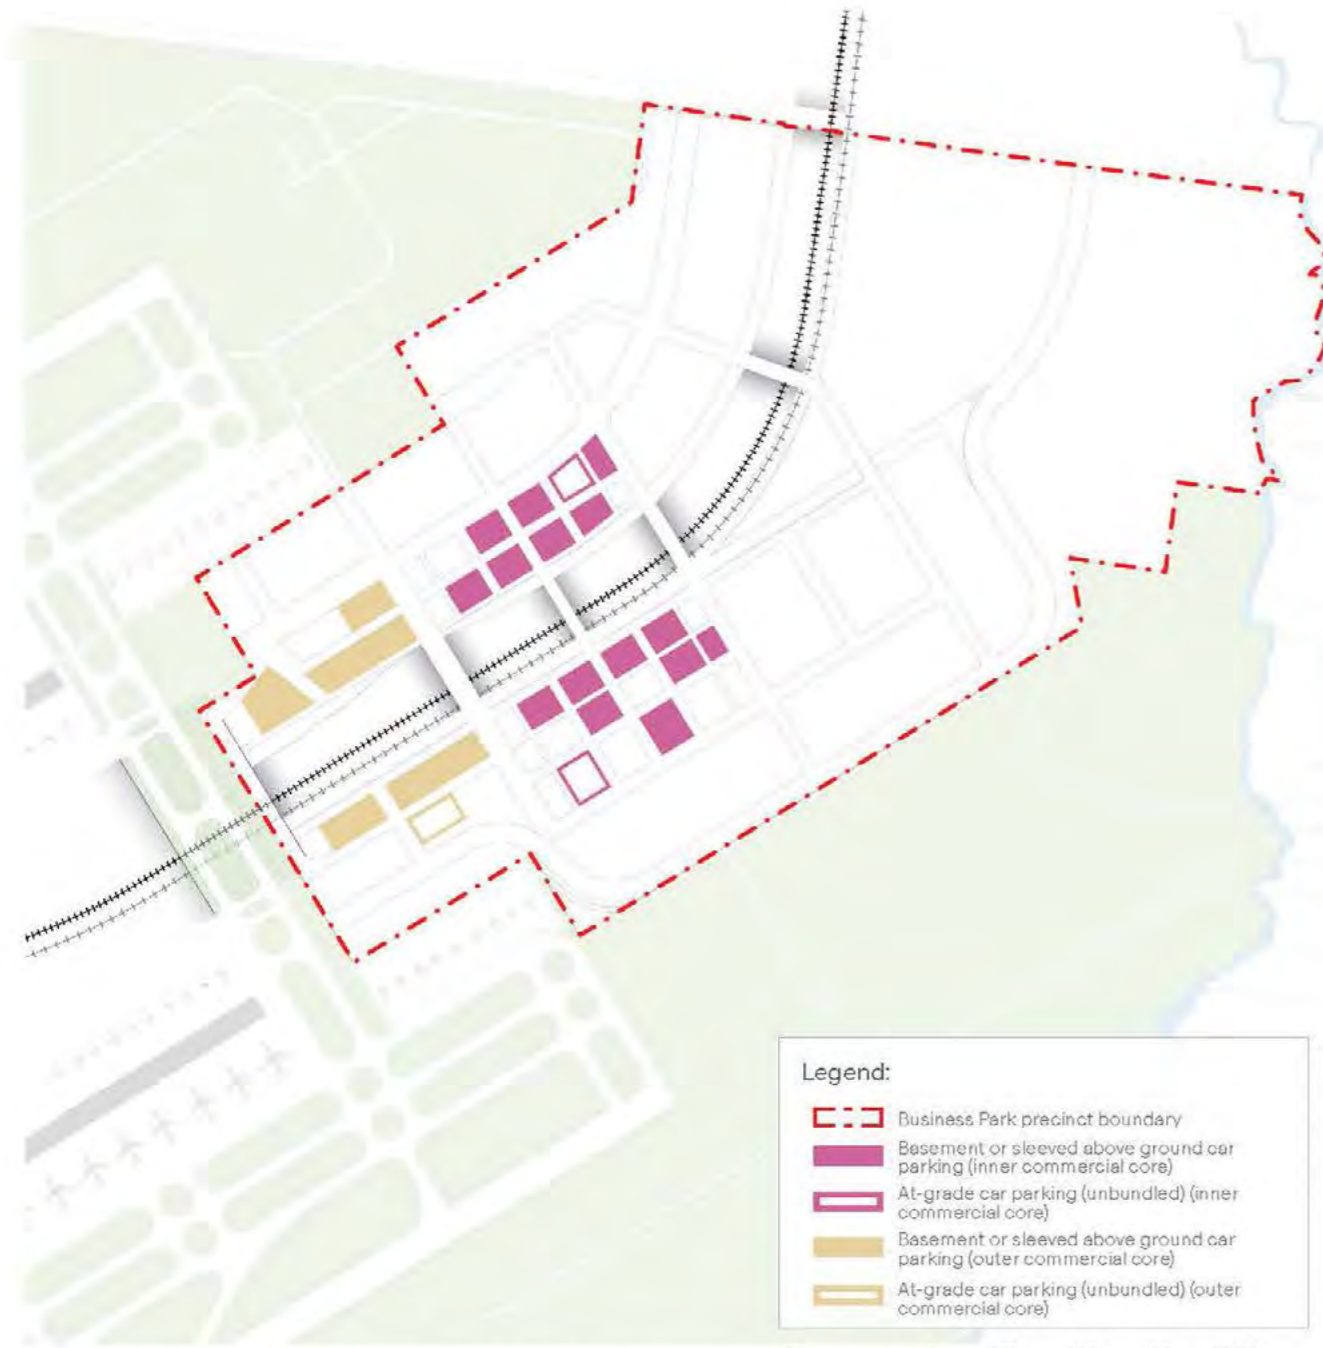 Legend:
Business Park precinct boundary
Basement or sleeved above ground car
parking (inner commercial core)
At-grade car parking (unbundled) (inner
commercial core)
Basement or sleeved above ground car
parking (outer commercial core)
At-grade car parking (unbundled) (outer
commercial core)